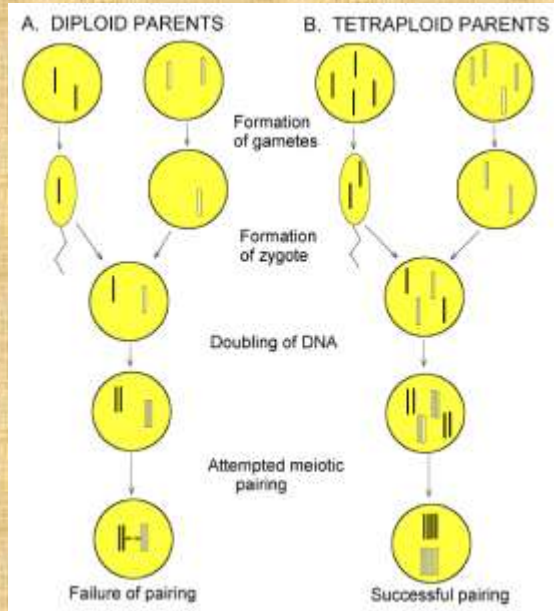 A. DIPLOID PARENTS
B. TETRAPLOID PARENTS
Formation
of gametes
Formation
of zygote
Doubling of DNA
Attempted meiotic
pairing
Failure of pairing
Successful pairing